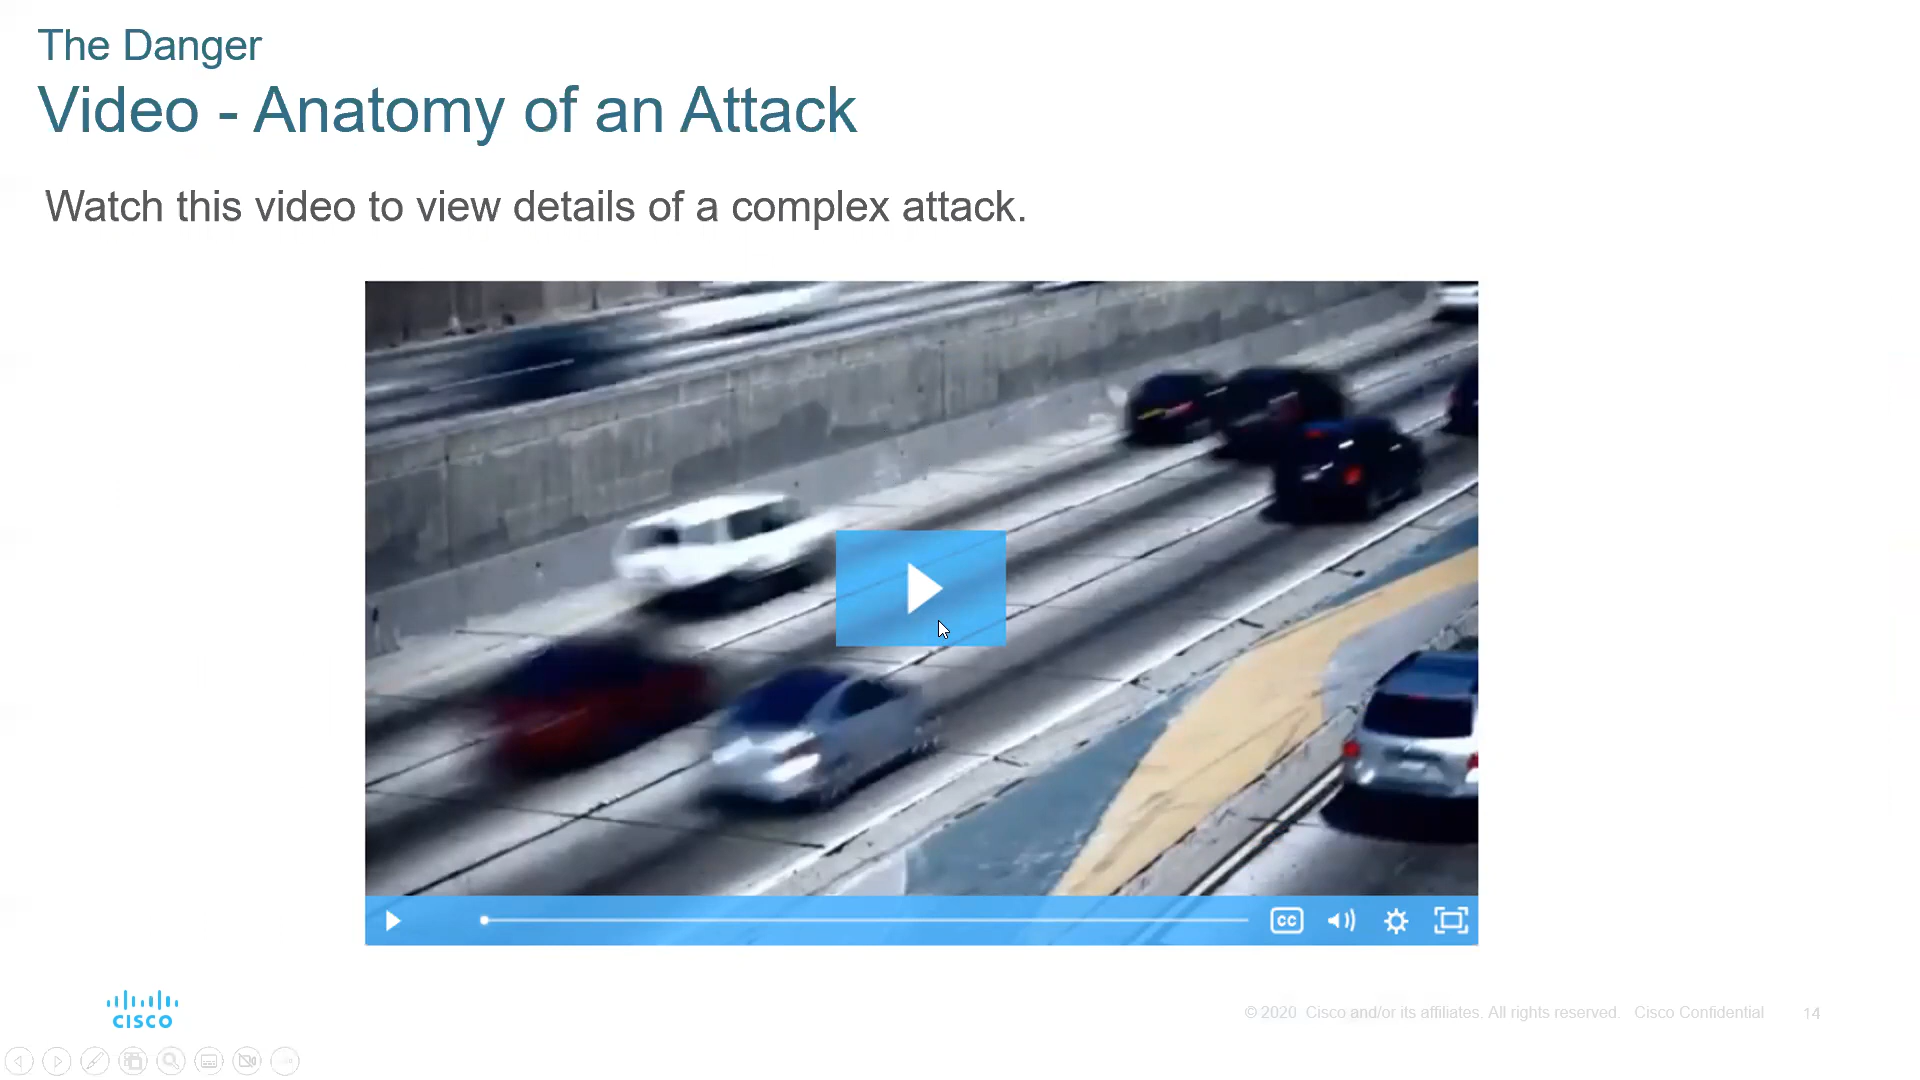 The Danger
Video - Anatomy of an Attack
Watch this video to view details of a complex attack.
CC
CISCO
© 2020 Cisco and/or its affiliates. All rights reserved. Cisco Confidential 14